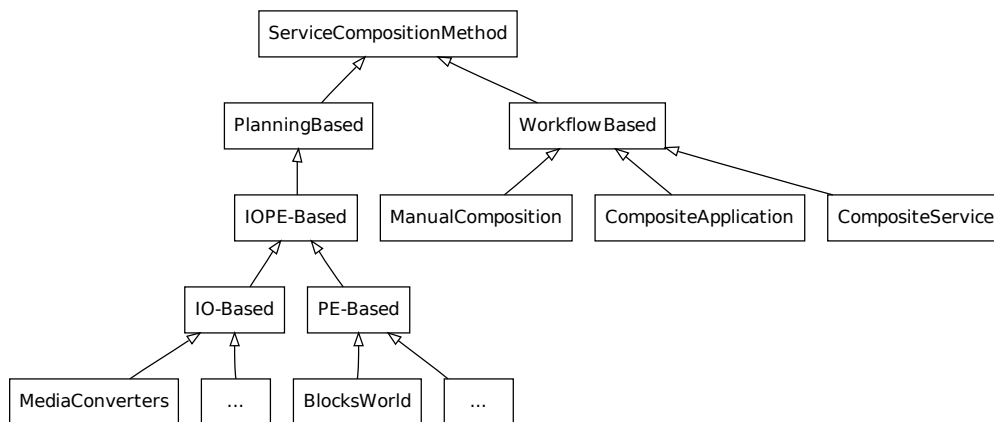 ServiceCompositionMethod
PlanningBased
WorkflowBased
IOPE-Based
ManualComposition
CompositeApplication
CompositeService
IO-Based
PE-Based
MediaConverters
...
BlocksWorld
...